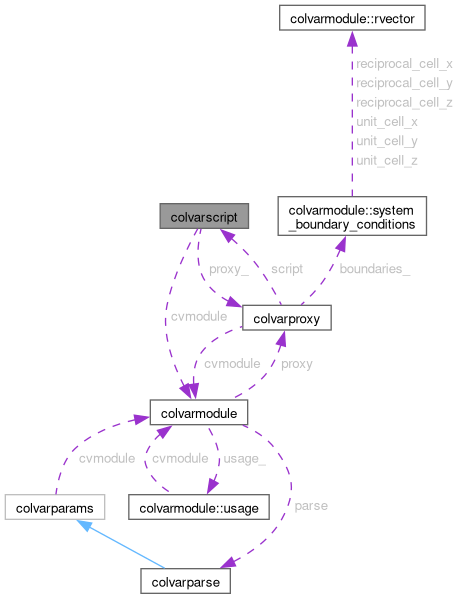 colvarmodule::rvector
reciprocal_cell_x
reciprocal_cell_y
reciprocal_cell_z
unit_cell_x
unit_cell_y
unit_cell_z
colvarscript
colvarmodule::system
_boundary_conditions
proxy_
script
boundaries_
cvmodule
colvarproxy
cvmodule
proxy
colvarmodule
cvmodule
cvmodule
usage_
colvarparams
colvarmodule::usage
parse
colvarparse